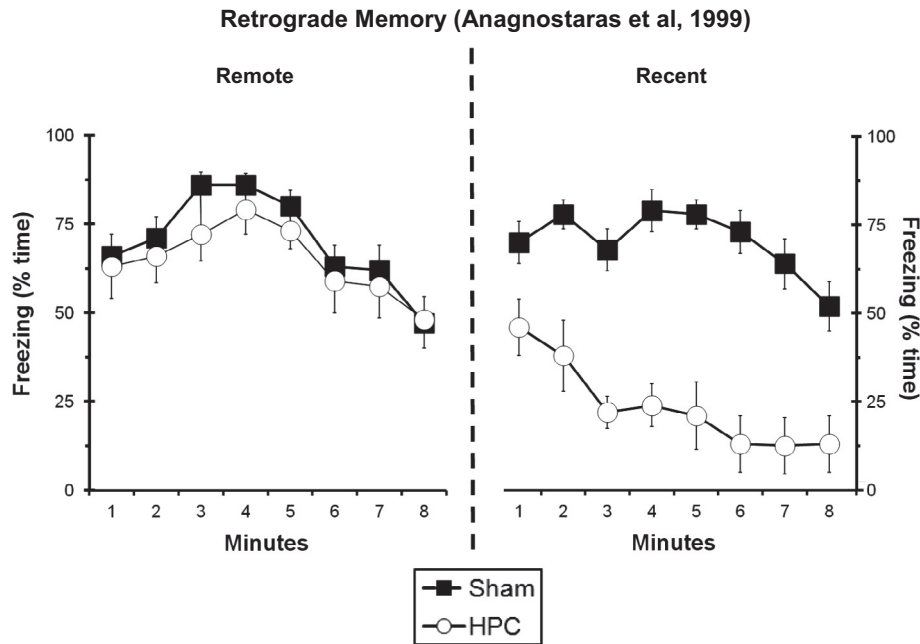 Retrograde Memory (Anagnostaras et al, 1999)
Remote
Recent
Freezing (% time)
100
75
50
25
0
1 2 3 4 5 6 7 8
Minutes
100
75
50
25
0
Freezing (% time)
1 2 3 4 5 6 7 8
Minutes
Sham
HPC